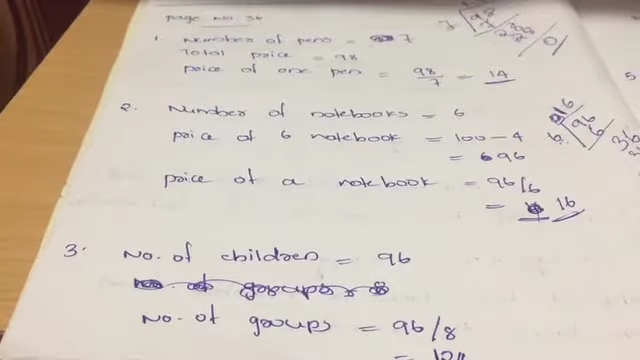 page No 36
1. Number of pens = 7
Total price = 98
price of one pen = 98/7 = 14
2. Number of notebooks = 6
price of 6 notebook = 100 - 4
= 96
price of a notebook = 96/6
= 16
3. No. of children = 96
No. of groups = 96/8